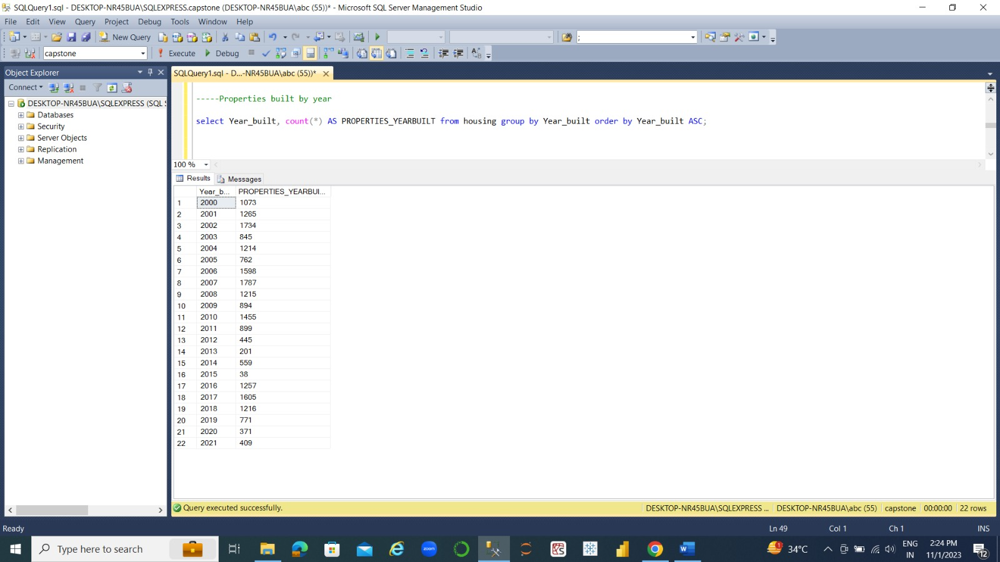 SQLQuery1.sql - DESKTOP-NR45BUA\SQLEXPRESS.capstone (DESKTOP-NR45BUA\abc (55))* - Microsoft SQL Server Management Studio
File Edit View Query Project Debug Tools Window Help
New Query ;
capstone Execute Debug
Object Explorer
SQLQuery1.sql - D...-NR45BUA\abc (55))*
Connect
DESKTOP-NR45BUA\SQLEXPRESS (SQL S
Databases
Security
Server Objects
Replication
Management
-----Properties built by year
select Year_built, count(*) AS PROPERTIES_YEARBUILT from housing group by Year_built order by Year_built ASC;
100 %
Results Messages
Year_b... PROPERTIES_YEARBUI...
1 2000 1073
2 2001 1265
3 2002 1734
4 2003 845
5 2004 1214
6 2005 762
7 2006 1598
8 2007 1787
9 2008 1215
10 2009 894
11 2010 1455
12 2011 899
13 2012 445
14 2013 201
15 2014 559
16 2015 38
17 2016 1257
18 2017 1605
19 2018 1216
20 2019 771
21 2020 371
22 2021 409
Query executed successfully. DESKTOP-NR45BUA\SQLEXPRESS ... DESKTOP-NR45BUA\abc (55) capstone 00:00:00 22 rows
Ready Ln 49 Col 1 Ch 1 INS
Type here to search zoom 34°C ENG IN 2:24 PM 11/1/2023 12